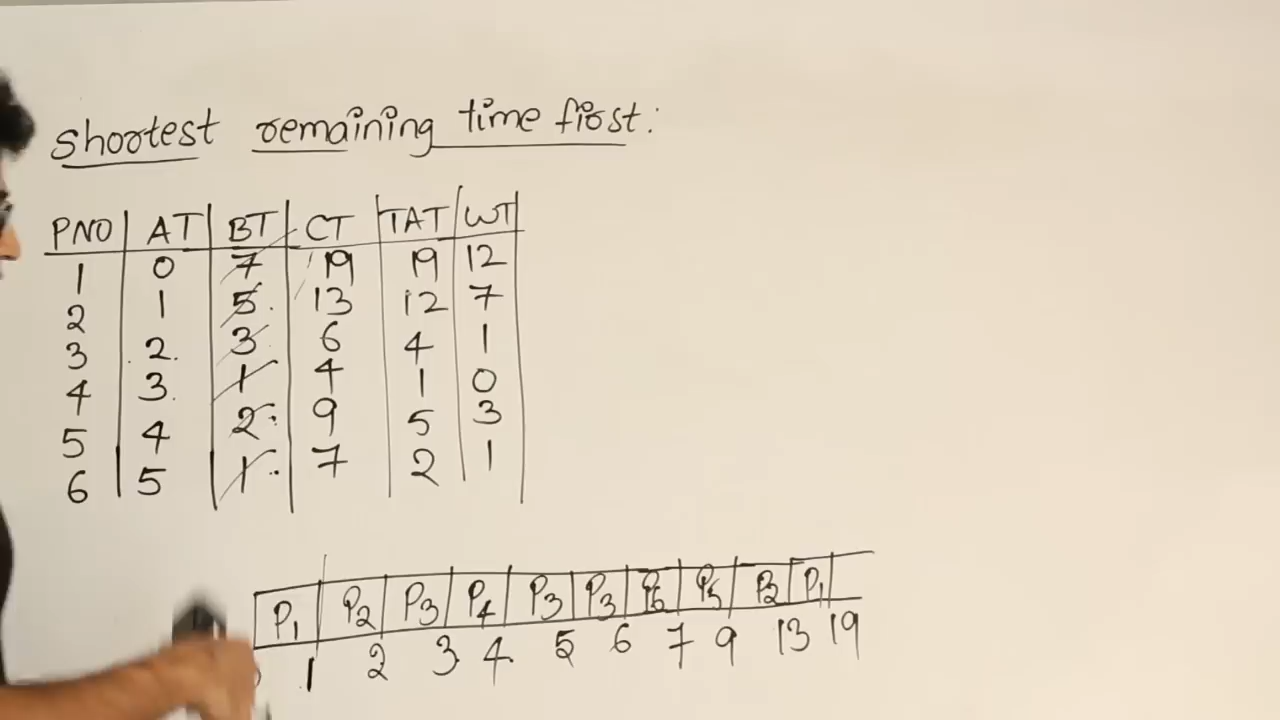 Shortest remaining time first:
PNO AT BT CT TAT WT
1 0 7 19 19 12
2 1 5 13 12 7
3 2 3 6 4 1
4 3 1 4 1 0
5 4 2 9 5 3
6 5 1 7 2 1
P1 P2 P3 P4 P3 P3 P6 P5 P2 P1
1 2 3 4 5 6 7 9 13 19